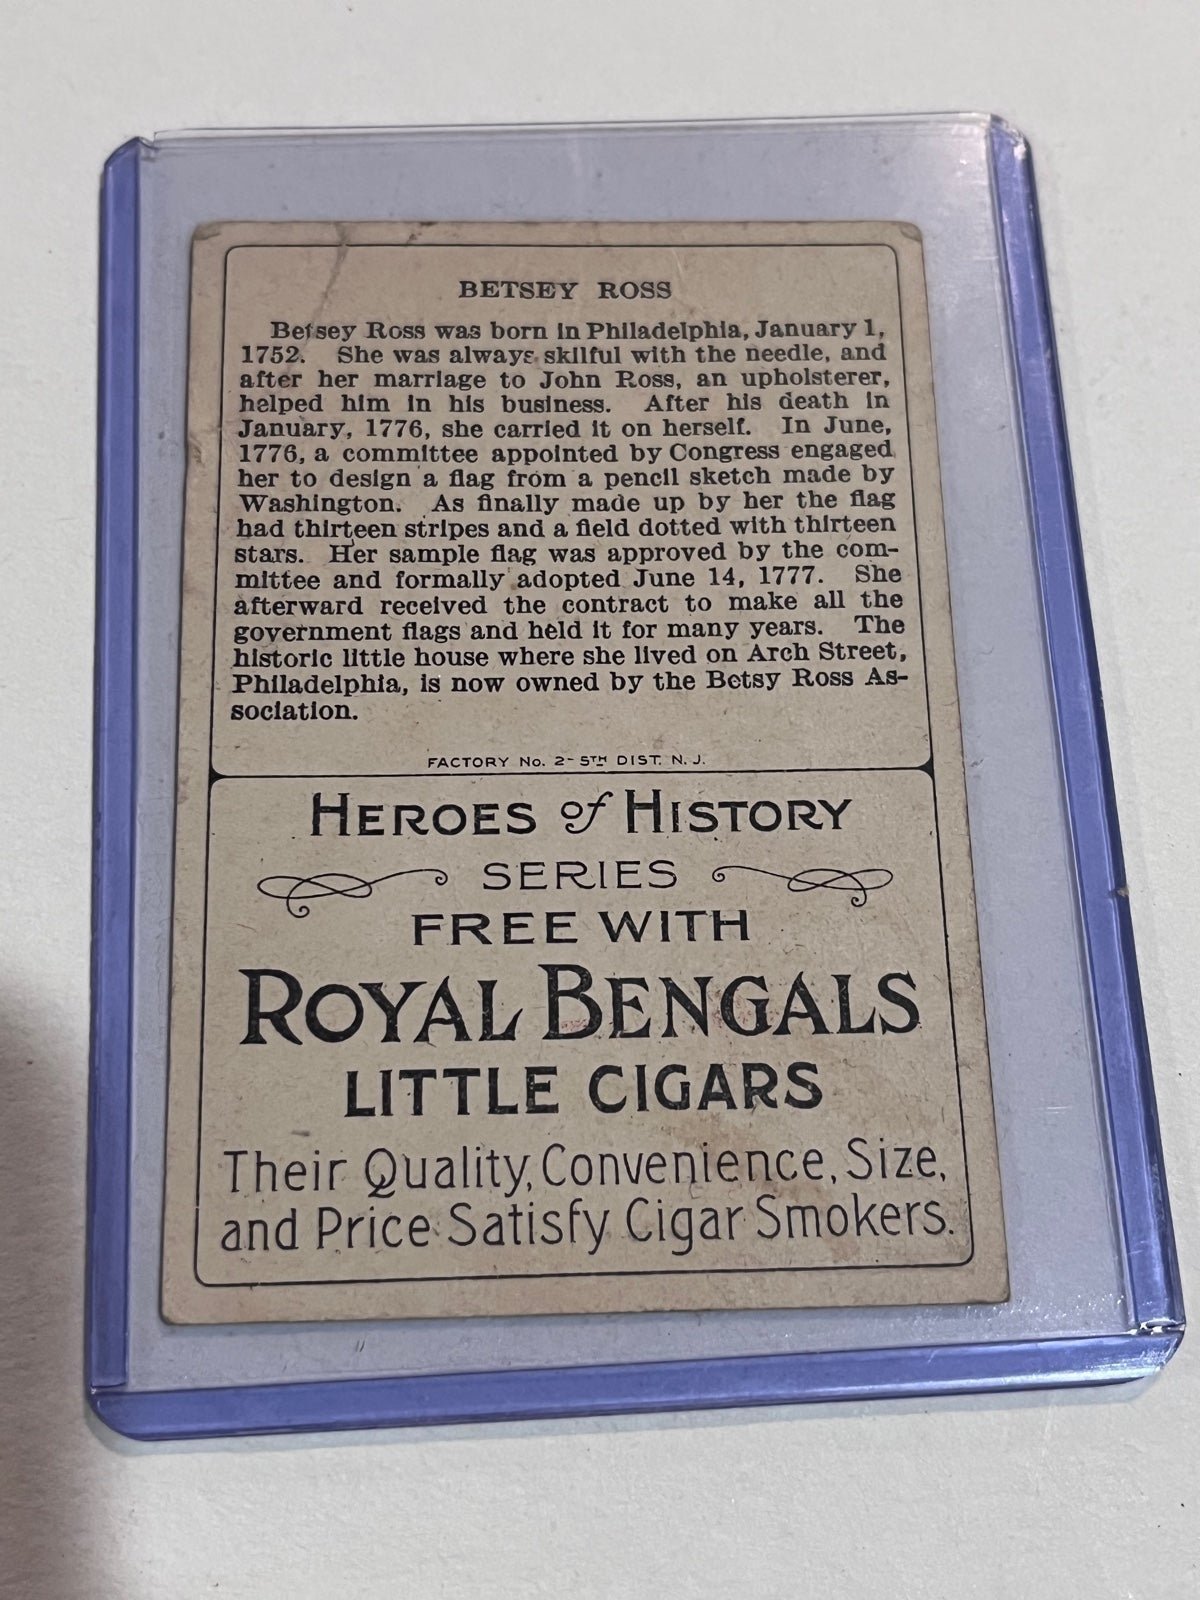 BETSEY ROSS
Betsey Ross was born in Philadelphia, January 1,
1752. She was always skilful with the needle, and
after her marriage to John Ross, an upholsterer,
helped him in his business. After his death in
January, 1776, she carried it on herself. In June,
1776, a committee appointed by Congress engaged
her to design a flag from a pencil sketch made by
Washington. As finally made up by her the flag
had thirteen stripes and a field dotted with thirteen
stars. Her sample flag was approved by the com-
mittee and formally adopted June 14, 1777. She
afterward received the contract to make all the
government flags and held it for many years. The
historic little house where she lived on Arch Street,
Philadelphia, is now owned by the Betsy Ross As-
sociation.
FACTORY No. 2-5TH DIST. N. J.
HEROES of HISTORY
SERIES
FREE WITH
ROYAL BENGALS
LITTLE CIGARS
Their Quality, Convenience, Size,
and Price Satisfy Cigar Smokers.